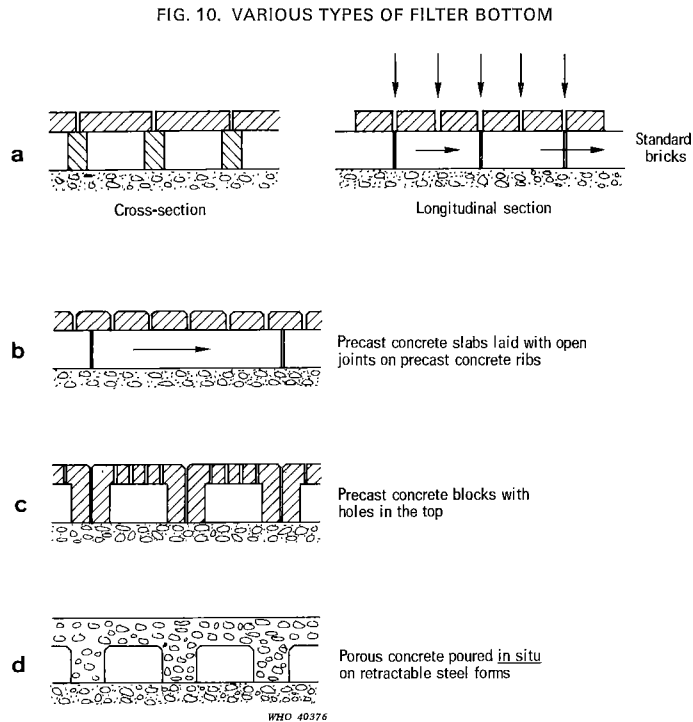 FIG. 10. VARIOUS TYPES OF FILTER BOTTOM
a
Standard
bricks
Cross-section
Longitudinal section
b
Precast concrete slabs laid with open
joints on precast concrete ribs
c
Precast concrete blocks with
holes in the top
d
Porous concrete poured in situ
on retractable steel forms
WHO 40376